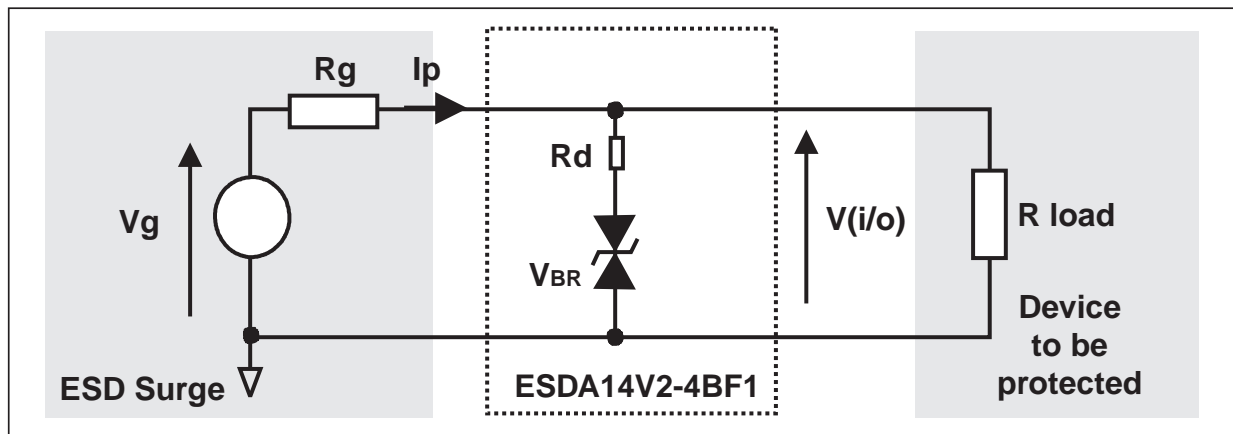 Rg
Ip
Rd
Vg
VBR
V(i/o)
R load
ESD Surge
ESDA14V2-4BF1
Device
to be
protected